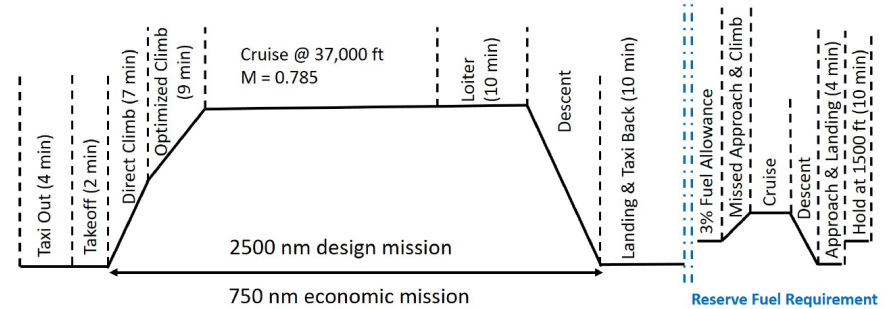 Taxi Out (4 min)
Takeoff (2 min)
Direct Climb (7 min)
Optimized Climb
(9 min)
Cruise @ 37,000 ft
M = 0.785
Loiter
(10 min)
Descent
Landing & Taxi Back (10 min)
3% Fuel Allowance
Missed Approach & Climb
Cruise
Descent
Approach & Landing (4 min)
Hold at 1500 ft (10 min)
2500 nm design mission
750 nm economic mission
Reserve Fuel Requirement